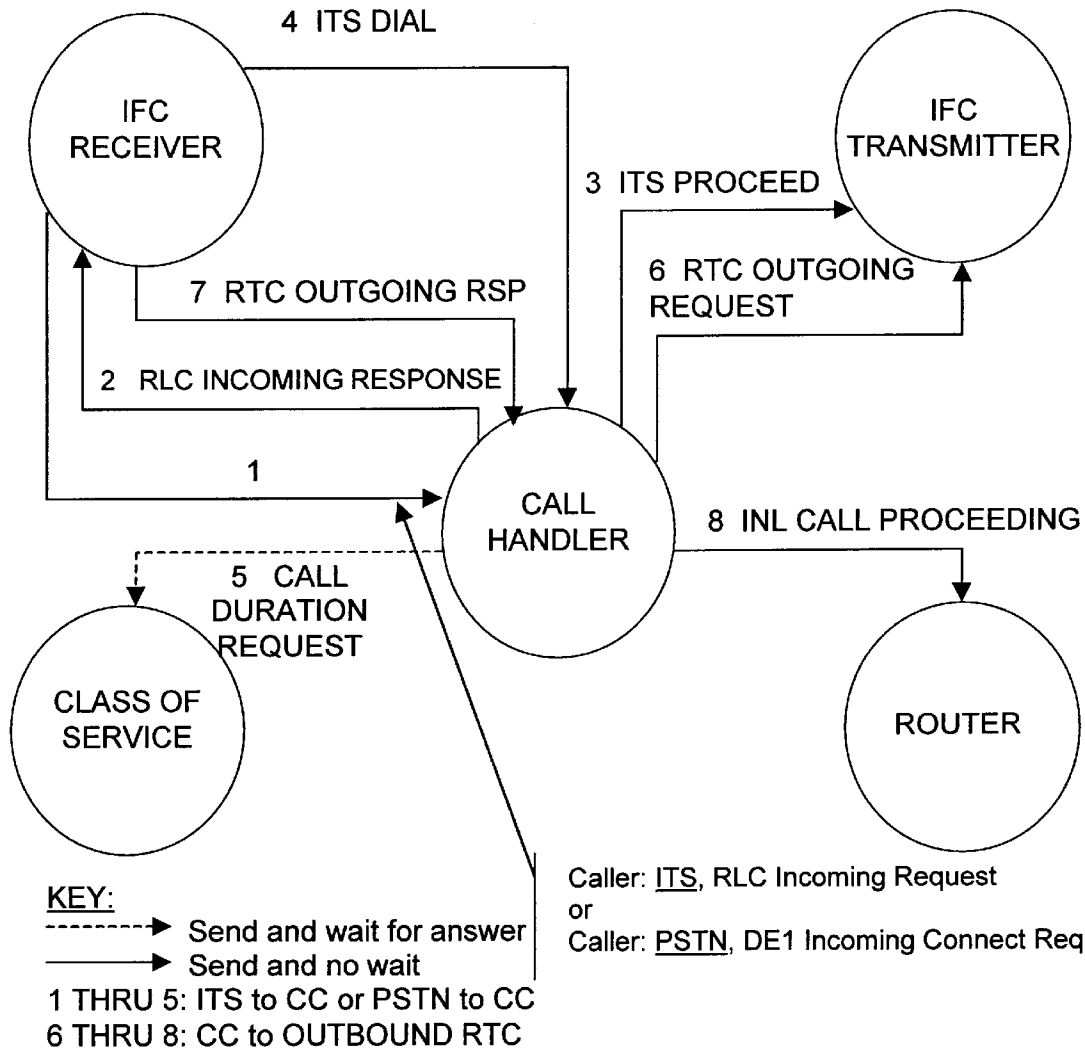 4 ITS DIAL
IFC
RECEIVER
IFC
TRANSMITTER
3 ITS PROCEED
6 RTC OUTGOING
REQUEST
7 RTC OUTGOING RSP
2 RLC INCOMING RESPONSE
1
CALL
HANDLER
8 INL CALL PROCEEDING
5 CALL
DURATION
REQUEST
CLASS OF
SERVICE
ROUTER
Caller: ITS, RLC Incoming Request
or
Caller: PSTN, DE1 Incoming Connect Req
KEY:
Send and wait for answer
Send and no wait
1 THRU 5: ITS to CC or PSTN to CC
6 THRU 8: CC to OUTBOUND RTC